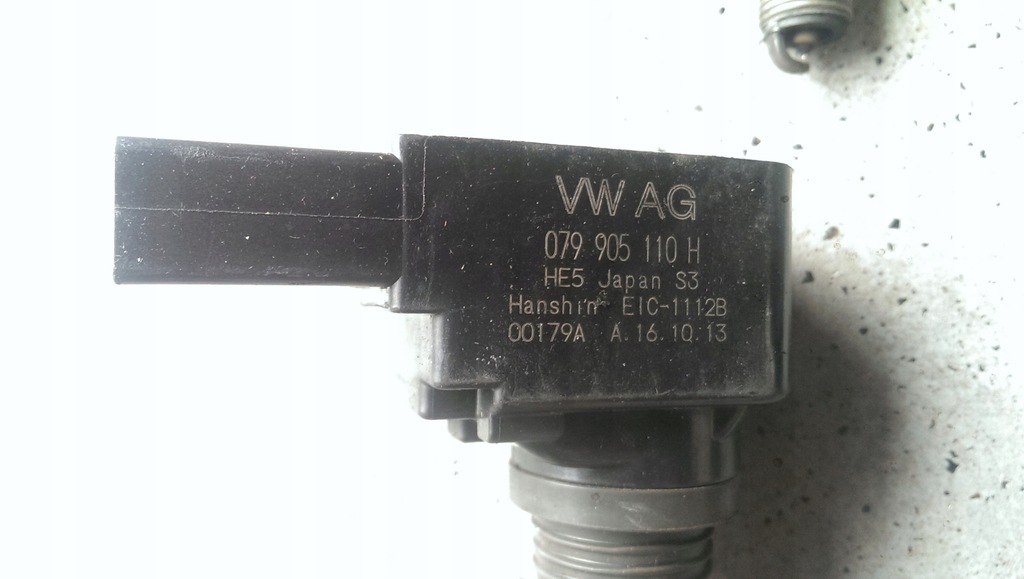 VW AG
079 905 110 H
HE5 Japan S3
Hanshin EIC-1112B
00179A A.16.10.13